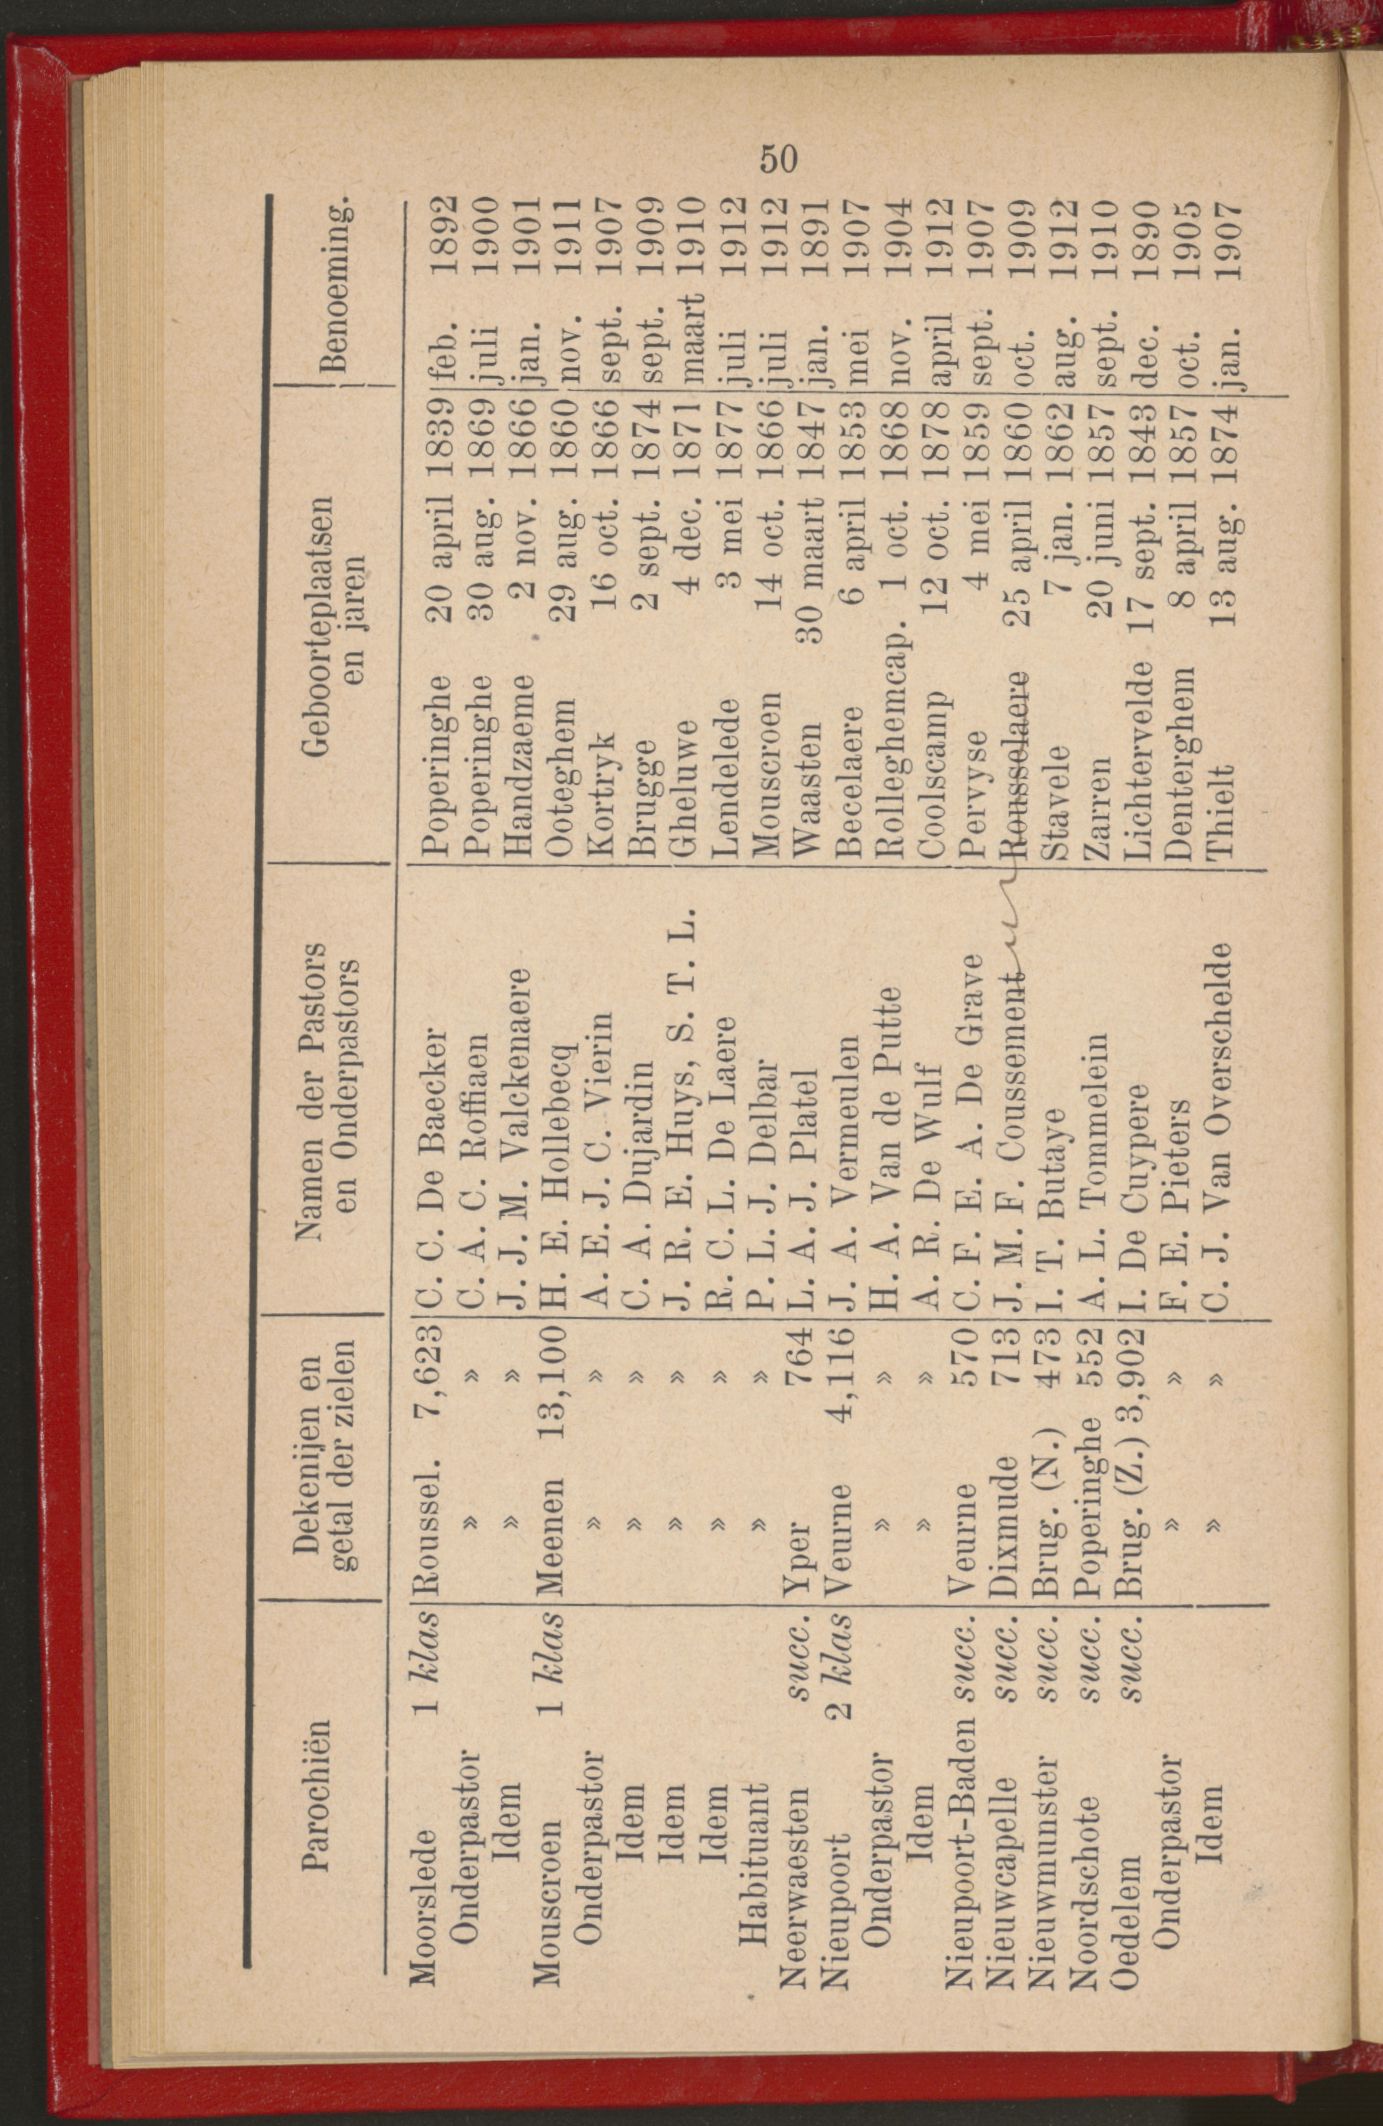 50
Parochiën Dekenijen en getal der zielen Namen der Pastors en Onderpastors Geboorteplaatsen en jaren Benoeming.
Moorslede 1 klas Roussel. 7,623 C. C. De Baecker Poperinghe 20 april 1839 feb. 1892
Onderpastor » » C. A. C. Roffiaen Poperinghe 30 aug. 1869 juli 1900
Idem » » J. J. M. Valckenaere Handzaeme 2 nov. 1866 jan. 1901
Mouscroen 1 klas Meenen 13,100 H. E. Hollebecq Ooteghem 29 aug. 1860 nov. 1911
Onderpastor » » A. E. J. C. Vierin Kortryk 16 oct. 1866 sept. 1907
Idem » » C. A. Dujardin Brugge 2 sept. 1874 sept. 1909
Idem » » J. R. E. Huys, S. T. L. Gheluwe 4 dec. 1871 maart 1910
Idem » » R. C. L. De Laere Lendelede 3 mei 1877 juli 1912
Habituant » » P. L. J. Delbar Mouscroen 14 oct. 1866 juli 1912
Neerwaesten succ. Yper 764 L. A. J. Platel Waasten 30 maart 1847 jan. 1891
Nieupoort 2 klas Veurne 4,116 J. A. Vermeulen Becelaere 6 april 1853 mei 1907
Onderpastor » » H. A. Van de Putte Rolleghemcap. 1 oct. 1868 nov. 1904
Idem » » A. R. De Wulf Coolscamp 12 oct. 1878 april 1912
Nieupoort-Baden succ. Veurne 570 C. F. E. A. De Grave Pervyse 4 mei 1859 sept. 1907
Nieuwcapelle succ. Dixmude 713 J. M. F. Coussement Rousselaere 25 april 1860 oct. 1909
Nieuwmunster succ. Brug. (N.) 473 I. T. Butaye Stavele 7 jan. 1862 aug. 1912
Noordschote succ. Poperinghe 552 A. L. Tommelein Zarren 20 juni 1857 sept. 1910
Oedelem succ. Brug. (Z.) 3,902 I. De Cuypere Lichtervelde 17 sept. 1843 dec. 1890
Onderpastor » » F. E. Pieters Denterghem 8 april 1857 oct. 1905
Idem » » C. J. Van Overschelde Thielt 13 aug. 1874 jan. 1907